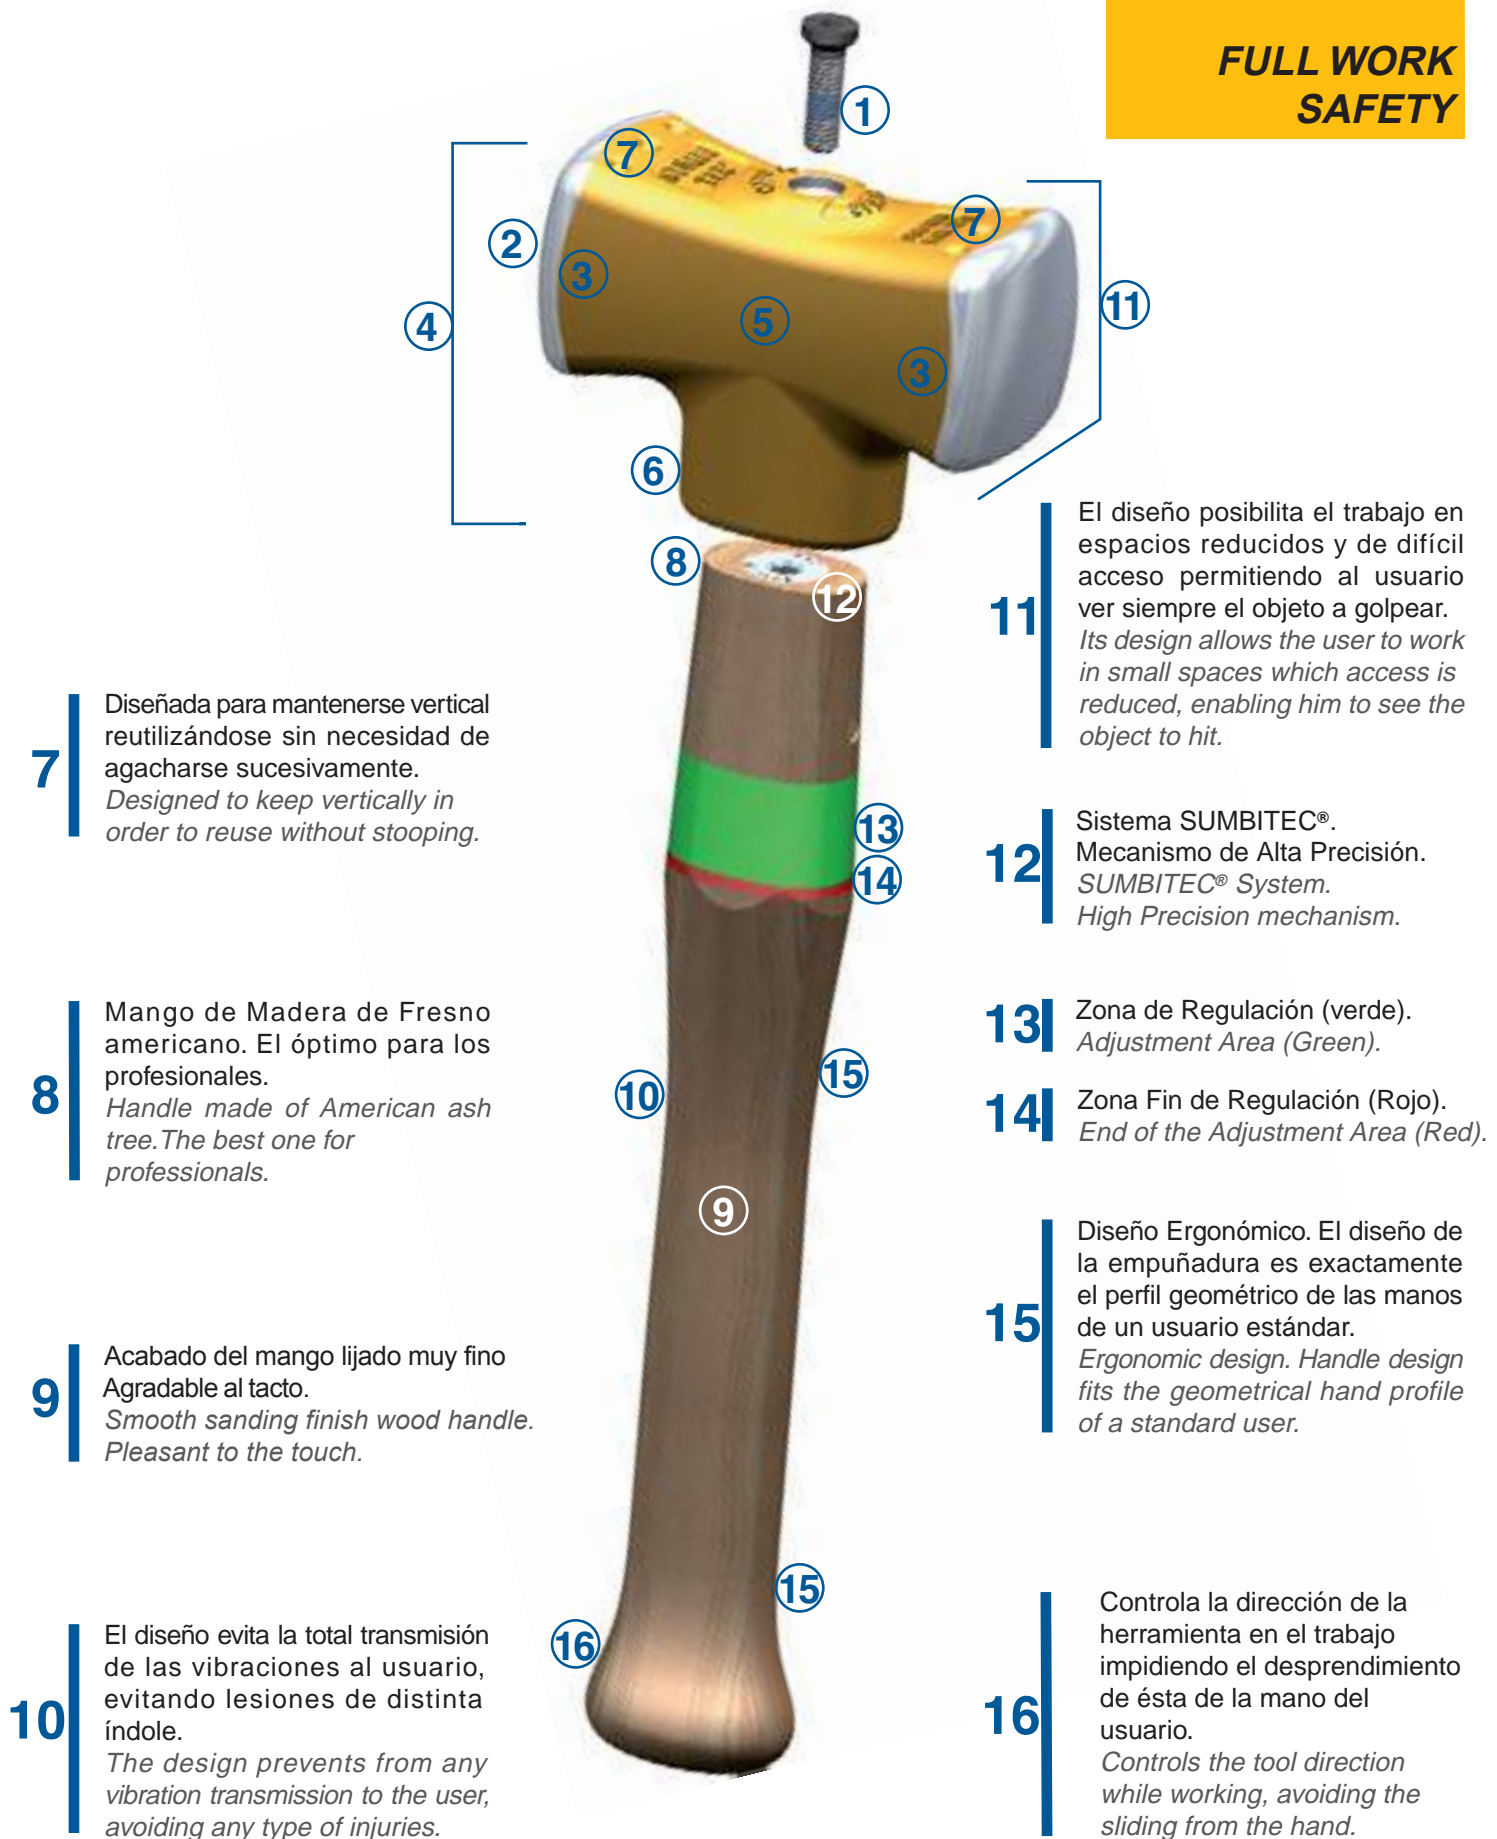 FULL WORK
SAFETY
1
7
7
2
3
11
4
5
3
6
8
12
13
14
10
15
9
15
16
7
Diseñada para mantenerse vertical
reutilizándose sin necesidad de
agacharse sucesivamente.
Designed to keep vertically in
order to reuse without stooping.
8
Mango de Madera de Fresno
americano. El óptimo para los
profesionales.
Handle made of American ash
tree.The best one for
professionals.
9
Acabado del mango lijado muy fino
Agradable al tacto.
Smooth sanding finish wood handle.
Pleasant to the touch.
10
El diseño evita la total transmisión
de las vibraciones al usuario,
evitando lesiones de distinta
índole.
The design prevents from any
vibration transmission to the user,
avoiding any type of injuries.
11
El diseño posibilita el trabajo en
espacios reducidos y de difícil
acceso permitiendo al usuario
ver siempre el objeto a golpear.
Its design allows the user to work
in small spaces which access is
reduced, enabling him to see the
object to hit.
12
Sistema SUMBITEC®.
Mecanismo de Alta Precisión.
SUMBITEC® System.
High Precision mechanism.
13
Zona de Regulación (verde).
Adjustment Area (Green).
14
Zona Fin de Regulación (Rojo).
End of the Adjustment Area (Red).
15
Diseño Ergonómico. El diseño de
la empuñadura es exactamente
el perfil geométrico de las manos
de un usuario estándar.
Ergonomic design. Handle design
fits the geometrical hand profile
of a standard user.
16
Controla la dirección de la
herramienta en el trabajo
impidiendo el desprendimiento
de ésta de la mano del
usuario.
Controls the tool direction
while working, avoiding the
sliding from the hand.